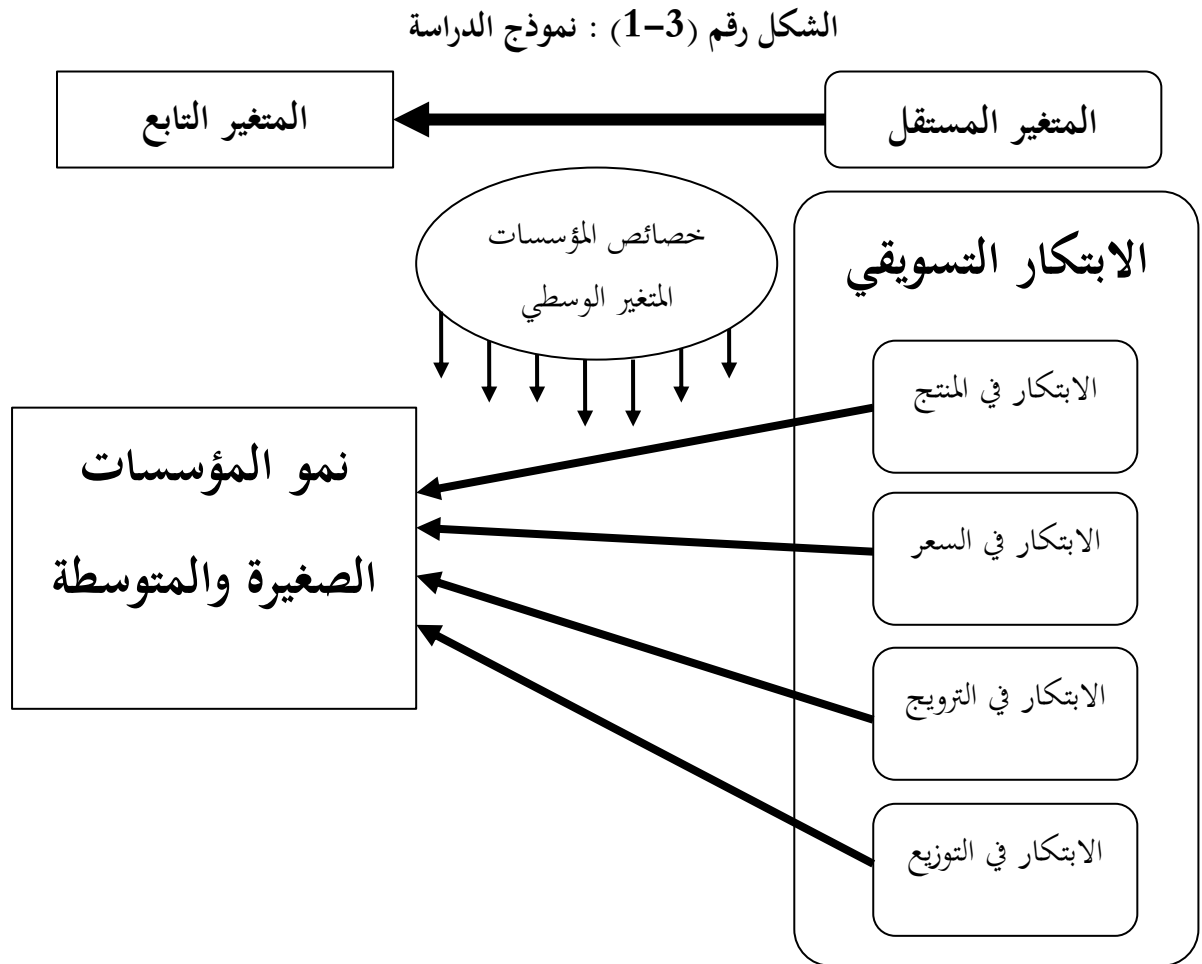 الشكل رقم (3-1) : نموذج الدراسة
المتغير المستقل
المتغير التابع
خصائص المؤسسات
المتغير الوسطي
الابتكار التسويقي
الابتكار في المنتج
الابتكار في السعر
الابتكار في الترويج
الابتكار في التوزيع
نمو المؤسسات
الصغيرة والمتوسطة